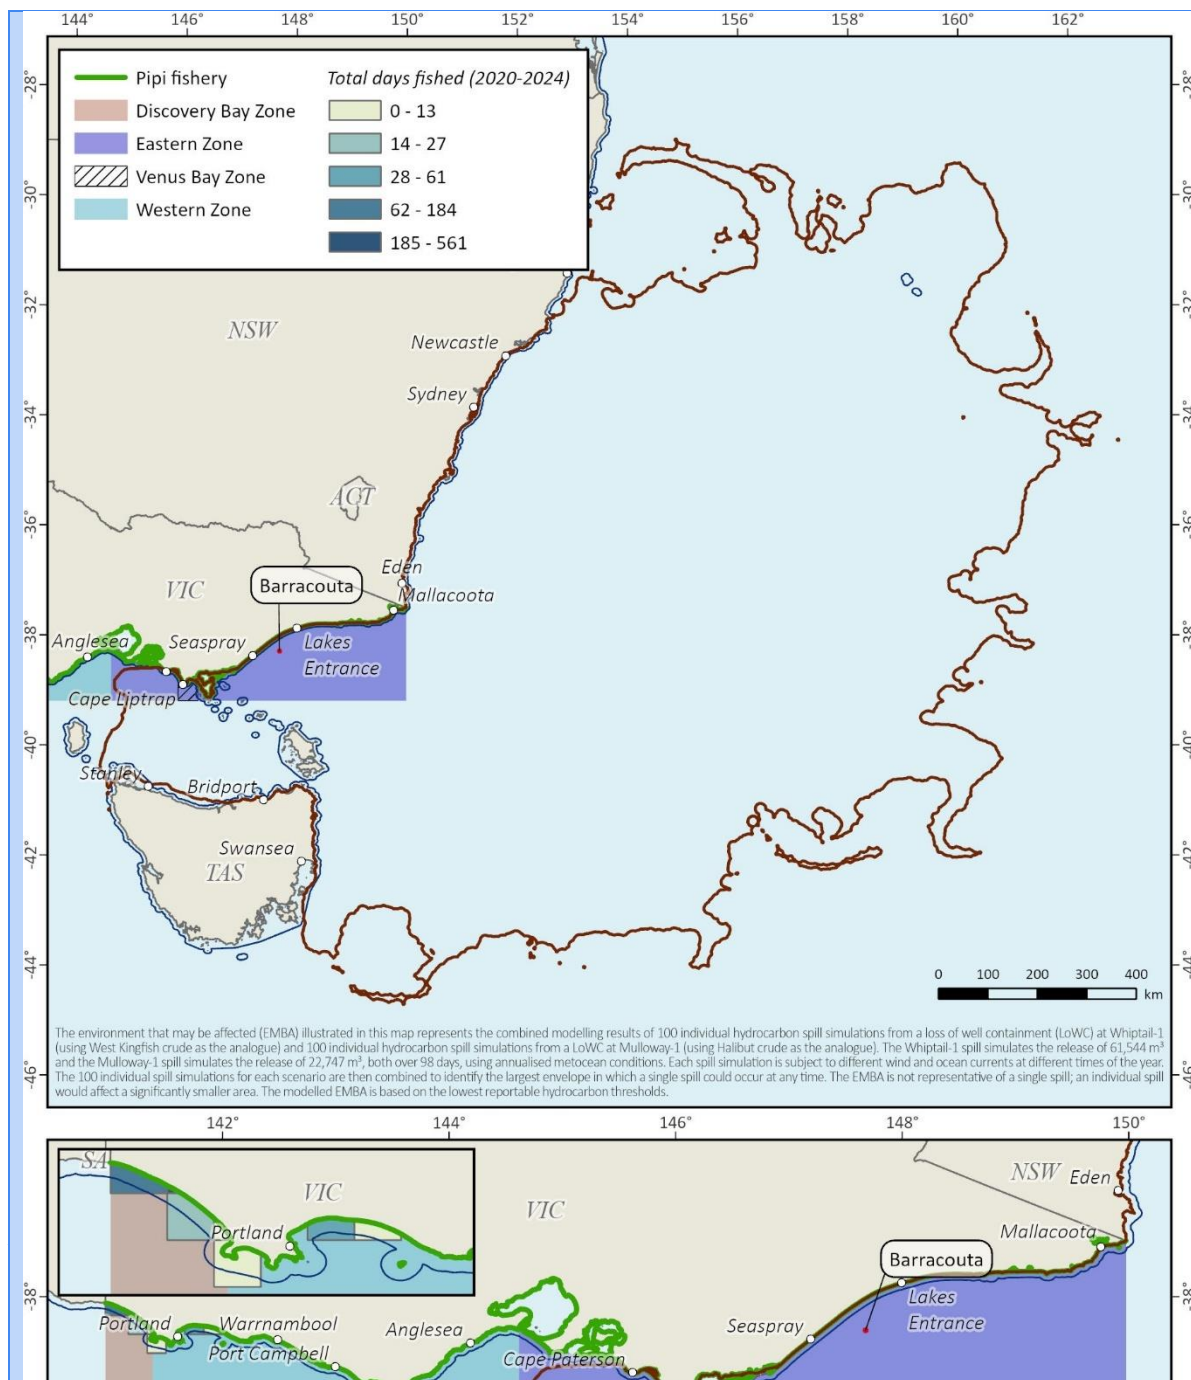 144° 146° 148° 150° 152° 154° 156° 158° 160° 162°
Pipi fishery
Discovery Bay Zone
Eastern Zone
Venus Bay Zone
Western Zone
Total days fished (2020-2024)
0 - 13
14 - 27
28 - 61
62 - 184
185 - 561
-28° -28°
-30° -30°
-32° -32°
-34° -34°
-36° -36°
-38° -38°
-40° -40°
-42° -42°
-44° -44°
-46° -46°
NSW
Newcastle
Sydney
ACT
Eden
VIC
Barracouta
Mallacoota
Anglesea
Seaspray
Lakes
Entrance
Cape Liptrap
Stanley
Bridport
Swansea
TAS
0 100 200 300 400
km
The environment that may be affected (EMBA) illustrated in this map represents the combined modelling results of 100 individual hydrocarbon spill simulations from a loss of well containment (LoWC) at Whiptail-1
(using West Kingfish crude as the analogue) and 100 individual hydrocarbon spill simulations from a LoWC at Mulloway-1 (using Halibut crude as the analogue). The Whiptail-1 spill simulates the release of 61,544 m³
and the Mulloway-1 spill simulates the release of 22,747 m³, both over 98 days, using annualised metocean conditions. Each spill simulation is subject to different wind and ocean currents at different times of the year.
The 100 individual spill simulations for each scenario are then combined to identify the largest envelope in which a single spill could occur at any time. The EMBA is not representative of a single spill; an individual spill
would affect a significantly smaller area. The modelled EMBA is based on the lowest reportable hydrocarbon thresholds.
142° 144° 146° 148° 150°
SA
VIC
Portland
VIC
NSW
Eden
Mallacoota
Barracouta
-38° -38°
Lakes
Entrance
Portland
Warrnambool
Port Campbell
Anglesea
Cape Paterson
Seaspray